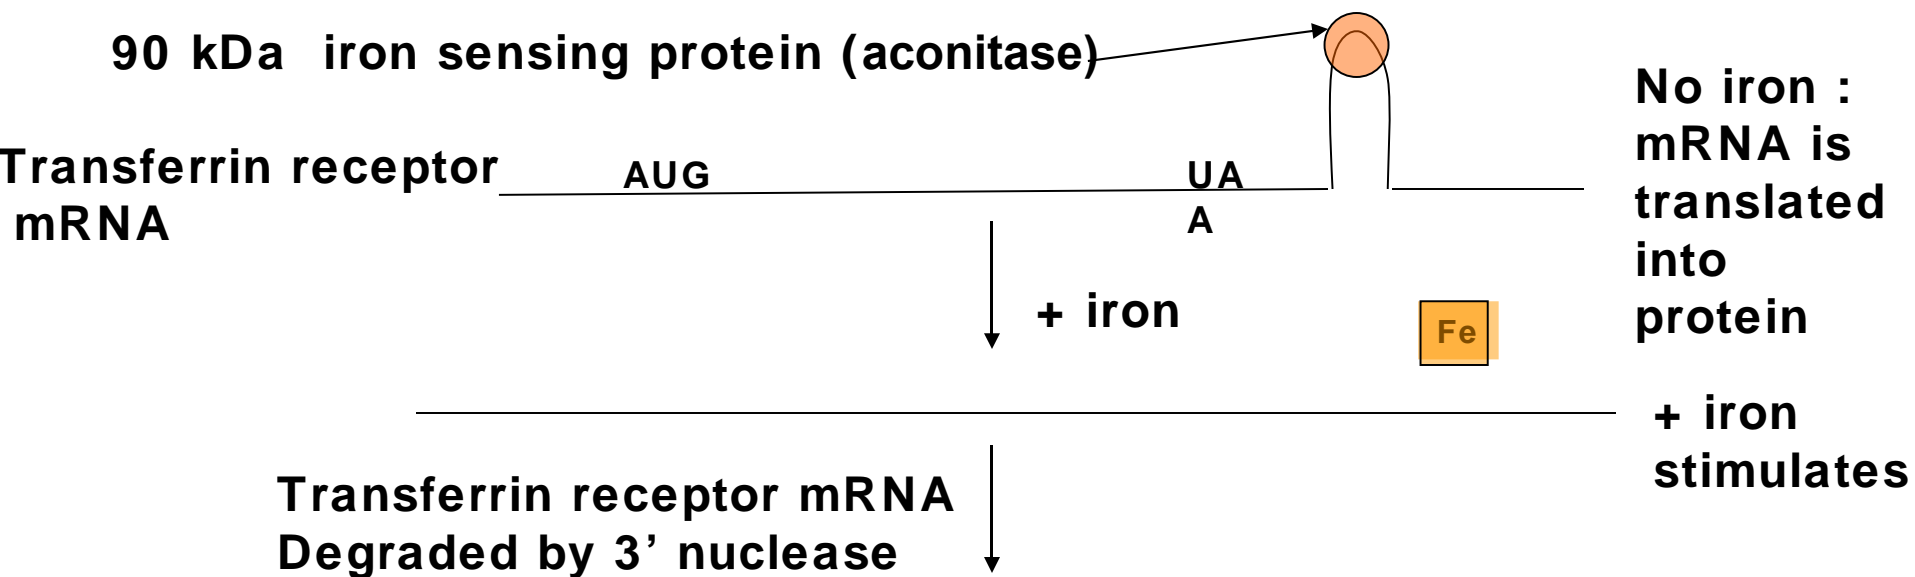 90 kDa  iron sensing protein (aconitase)
No iron :
mRNA is
translated
into
protein
Transferrin receptor
mRNA
AUG
UA
A
+ iron
Fe
+ iron
stimulates
Transferrin receptor mRNA
Degraded by 3’ nuclease